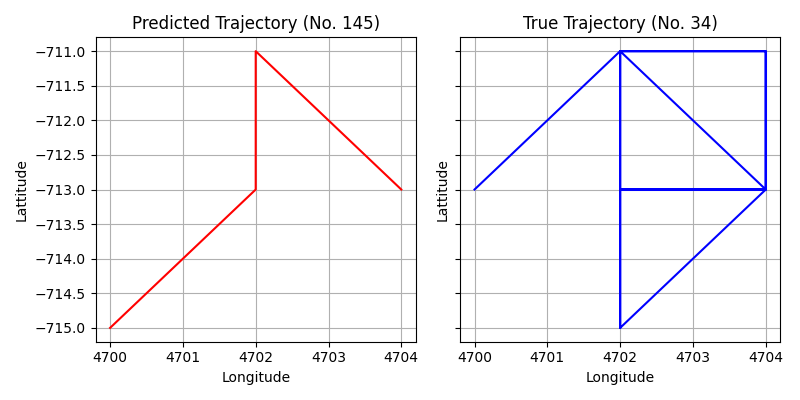 Predicted Trajectory (No. 145)
True Trajectory (No. 34)
Lattitude
−711.0
−711.5
−712.0
−712.5
−713.0
−713.5
−714.0
−714.5
−715.0
4700 4701 4702 4703 4704
Longitude
Lattitude
4700 4701 4702 4703 4704
Longitude